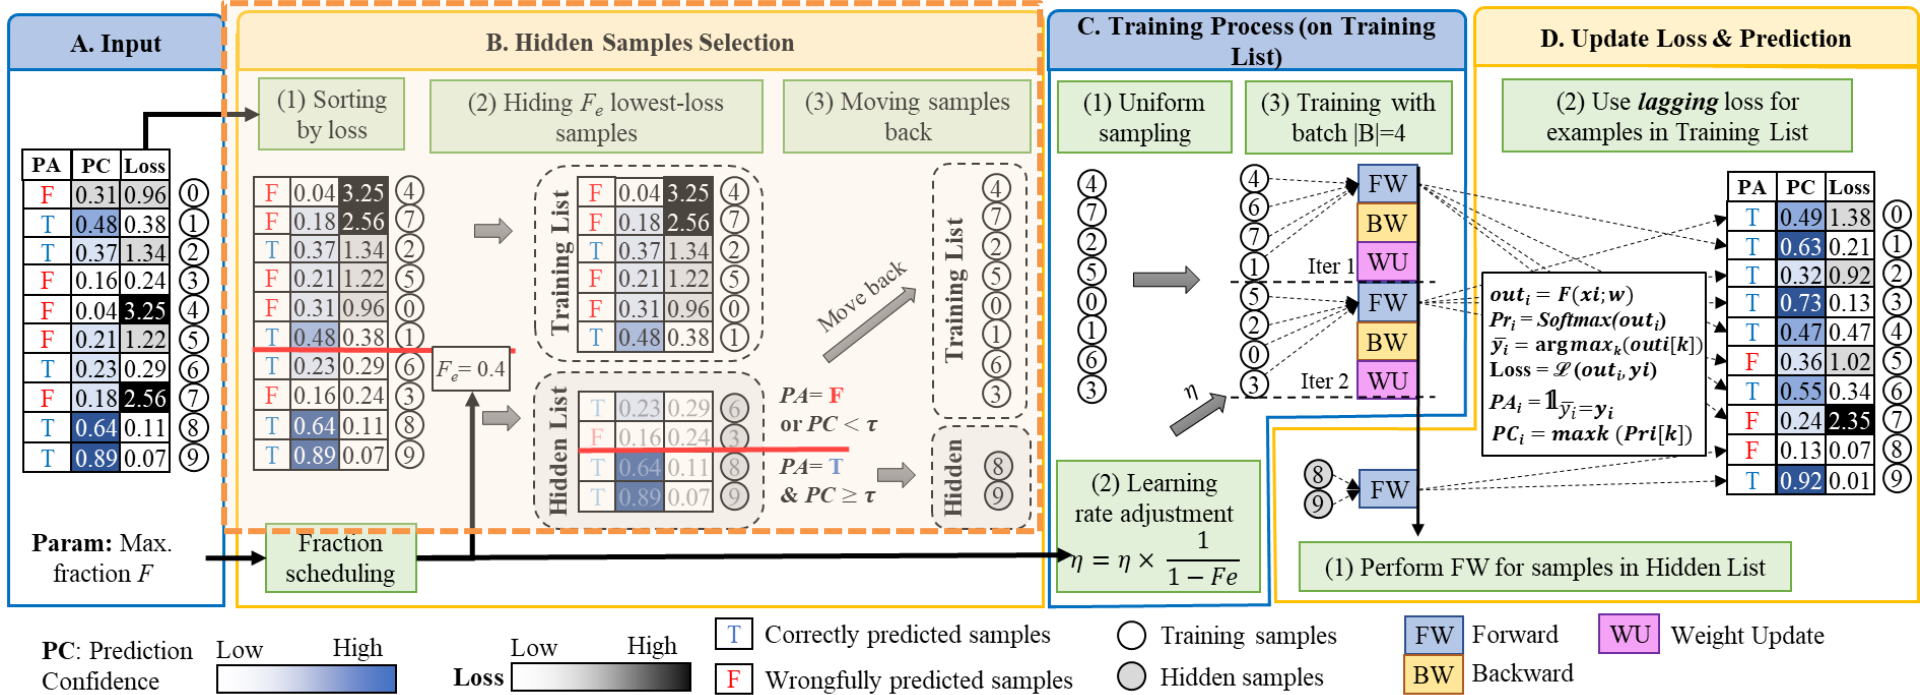 A. Input
PA PC Loss
F 0.31 0.96 0
T 0.48 0.38 1
T 0.37 1.34 2
F 0.16 0.24 3
F 0.04 3.25 4
F 0.21 1.22 5
T 0.23 0.29 6
F 0.18 2.56 7
T 0.64 0.11 8
T 0.89 0.07 9
Param: Max.
fraction F
B. Hidden Samples Selection
(1) Sorting
by loss
F 0.04 3.25 4
F 0.18 2.56 7
T 0.37 1.34 2
F 0.21 1.22 5
F 0.31 0.96 0
T 0.48 0.38 1
T 0.23 0.29 6
F 0.16 0.24 3
T 0.64 0.11 8
T 0.89 0.07 9
Fₑ = 0.4
Fraction
scheduling
(2) Hiding Fₑ lowest-loss
samples
Training List
F 0.04 3.25 4
F 0.18 2.56 7
T 0.37 1.34 2
F 0.21 1.22 5
F 0.31 0.96 0
T 0.48 0.38 1
Hidden List
T 0.23 0.29 6
F 0.16 0.24 3
T 0.64 0.11 8
T 0.89 0.07 9
(3) Moving samples
back
Move back
PA= F
or PC < τ
PA= T
& PC ≥ τ
Training List
4
7
2
5
0
1
6
3
Hidden
8
9
C. Training Process (on Training
List)
(1) Uniform
sampling
4
7
2
5
0
1
6
3
η
(2) Learning
rate adjustment
η = η × 1 / 1 − Fe
(3) Training with
batch |B|=4
4
6
7
1
5
2
0
3
FW
BW
WU
Iter 1
FW
BW
WU
Iter 2
D. Update Loss & Prediction
(2) Use lagging loss for
examples in Training List
outᵢ = F(xi; w)
Prᵢ = Softmax(outᵢ)
ȳᵢ = argmaxₖ(outi[k])
Loss = ℒ(outᵢ, yi)
PAᵢ = 𝟙 ȳᵢ=yᵢ
PCᵢ = maxk (Pri[k])
8
9
FW
(1) Perform FW for samples in Hidden List
PA PC Loss
T 0.49 1.38 0
T 0.63 0.21 1
T 0.32 0.92 2
T 0.73 0.13 3
T 0.47 0.47 4
F 0.36 1.02 5
T 0.55 0.34 6
F 0.24 2.35 7
F 0.13 0.07 8
T 0.92 0.01 9
PC: Prediction
Confidence
Low High
Loss
Low High
T Correctly predicted samples
F Wrongfully predicted samples
Training samples
Hidden samples
FW Forward
BW Backward
WU Weight Update